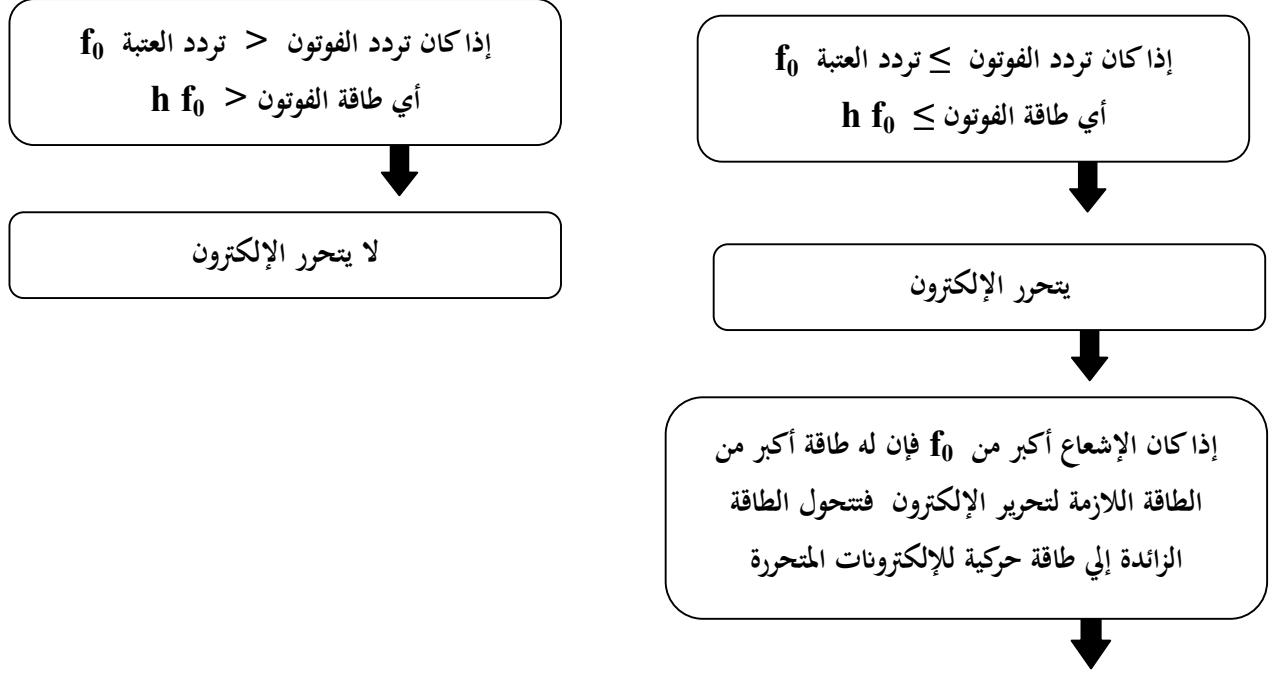 إذا كان تردد الفوتون ≥ تردد العتبة f₀
أي طاقة الفوتون ≥ h f₀
يتحرر الإلكترون
إذا كان الإشعاع أكبر من f₀ فإن له طاقة أكبر من
الطاقة اللازمة لتحرير الإلكترون فتتحول الطاقة
الزائدة إلي طاقة حركية للإلكترونات المتحررة
إذا كان تردد الفوتون < تردد العتبة f₀
أي طاقة الفوتون < h f₀
لا يتحرر الإلكترون